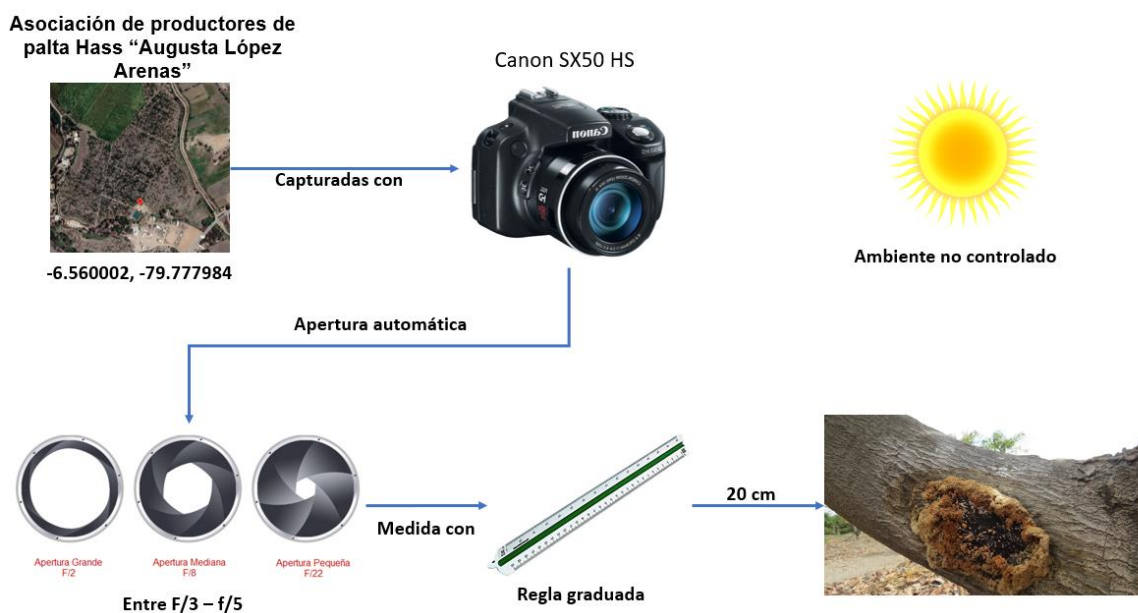 Asociación de productores de
palta Hass “Augusta López
Arenas”
Canon SX50 HS
Canon
Capturadas con
-6.560002, -79.777984
Ambiente no controlado
Apertura automática
Apertura Grande
F/2
Apertura Mediana
F/8
Apertura Pequeña
F/22
Entre F/3 – f/5
Medida con
Regla graduada
20 cm